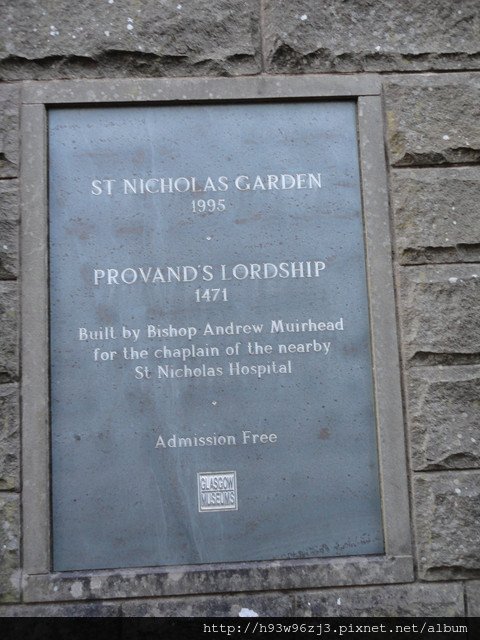 ST NICHOLAS GARDEN
1995
PROVAND'S LORDSHIP
1471
Built by Bishop Andrew Muirhead
for the chaplain of the nearby
St Nicholas Hospital
Admission Free
GLASGOW
MUSEUMS
http://h93w96zj3.pixnet.net/album